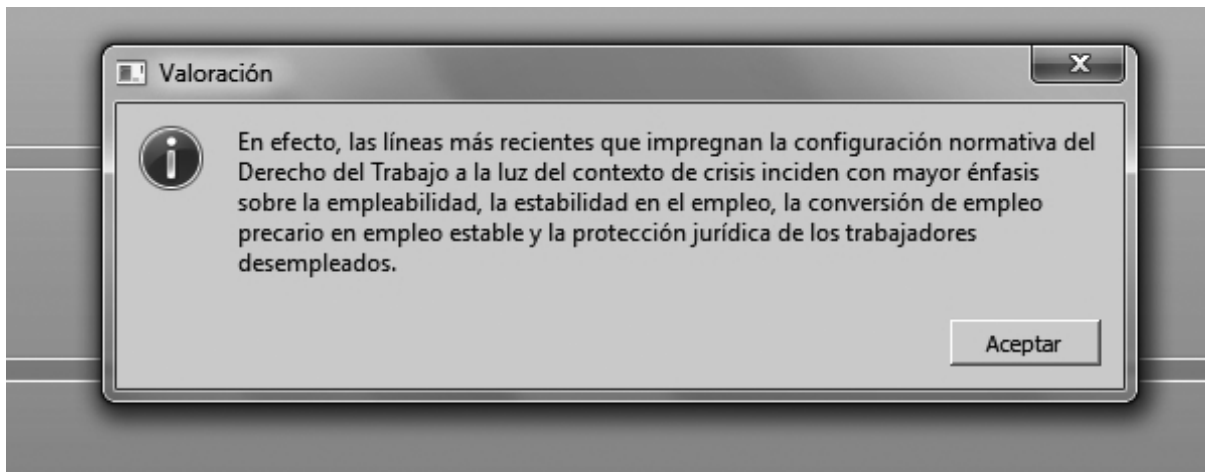 Valoración
En efecto, las líneas más recientes que impregnan la configuración normativa del
Derecho del Trabajo a la luz del contexto de crisis inciden con mayor énfasis
sobre la empleabilidad, la estabilidad en el empleo, la conversión de empleo
precario en empleo estable y la protección jurídica de los trabajadores
desempleados.
Aceptar